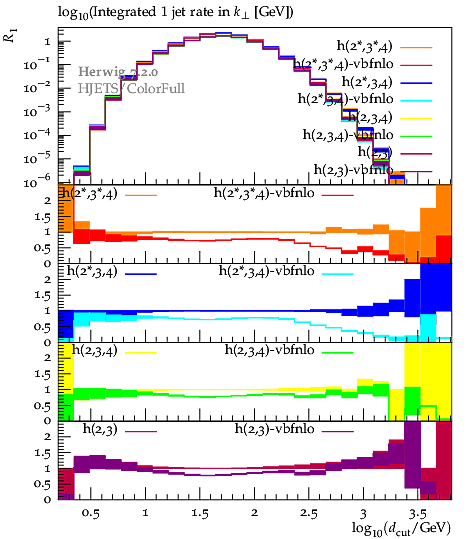 log₁₀(Integrated 1 jet rate in k⊥ [GeV])
R₁
1
10⁻¹
10⁻²
10⁻³
10⁻⁴
10⁻⁵
10⁻⁶
Herwig 7.2.0
HJETS/ColorFull
h(2*,3*,4)
h(2*,3*,4)-vbfnlo
h(2*,3,4)
h(2*,3,4)-vbfnlo
h(2,3,4)
h(2,3,4)-vbfnlo
h(2,3)
h(2,3)-vbfnlo
h(2*,3*,4) h(2*,3*,4)-vbfnlo
2
1.5
1
0.5
0
h(2*,3,4) h(2*,3,4)-vbfnlo
2
1.5
1
0.5
0
h(2,3,4) h(2,3,4)-vbfnlo
2
1.5
1
0.5
0
h(2,3) h(2,3)-vbfnlo
2
1.5
1
0.5
0
0.5 1 1.5 2 2.5 3 3.5
log₁₀(d_cut/GeV)